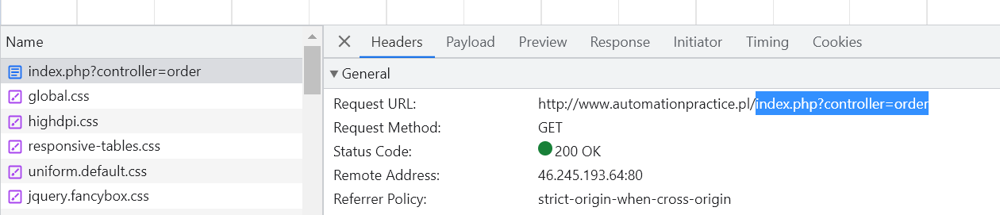 Name
index.php?controller=order
global.css
highdpi.css
responsive-tables.css
uniform.default.css
jquery.fancybox.css
Headers Payload Preview Response Initiator Timing Cookies
General
Request URL: http://www.automationpractice.pl/index.php?controller=order
Request Method: GET
Status Code: 200 OK
Remote Address: 46.245.193.64:80
Referrer Policy: strict-origin-when-cross-origin